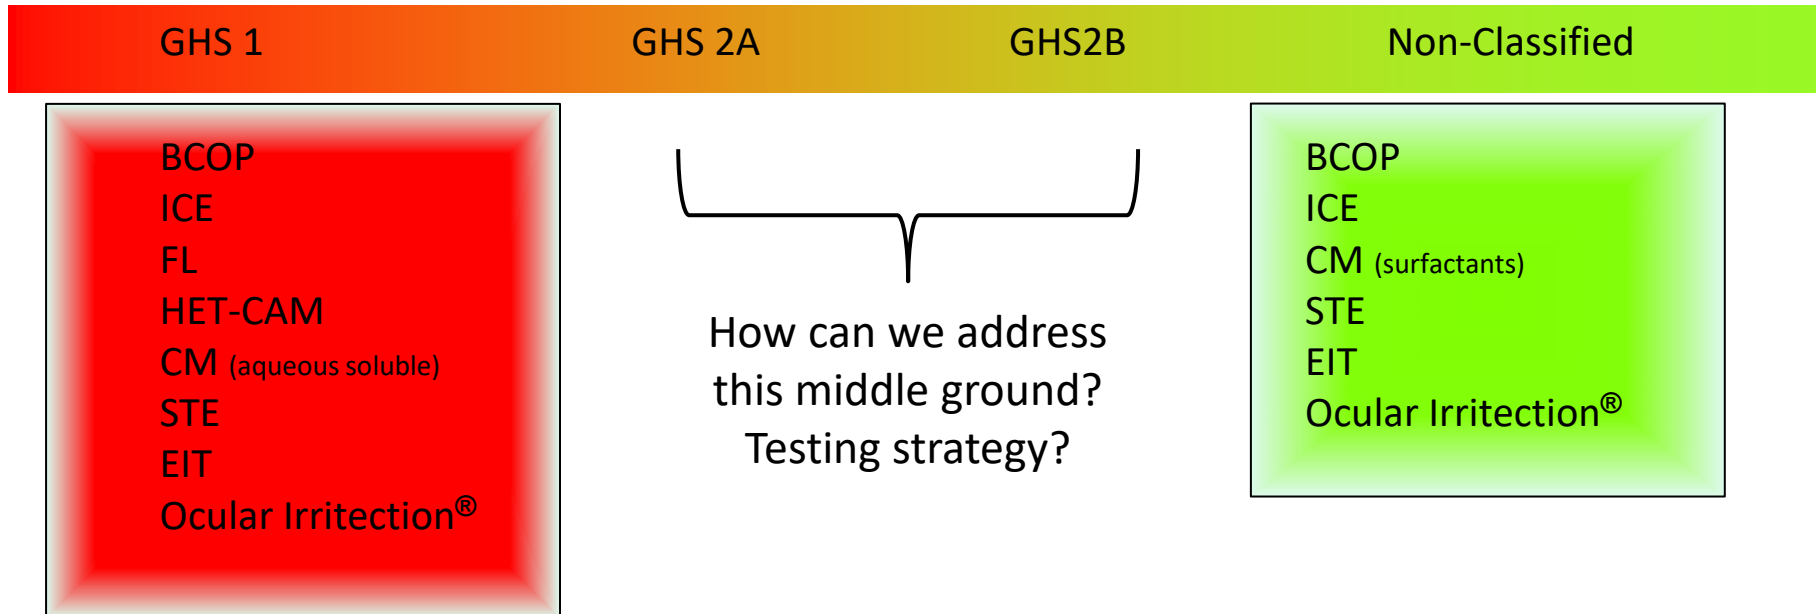 GHS 1 GHS 2A GHS2B Non-Classified
BCOP
ICE
FL
HET-CAM
CM (aqueous soluble)
STE
EIT
Ocular Irritection®
How can we address
this middle ground?
Testing strategy?
BCOP
ICE
CM (surfactants)
STE
EIT
Ocular Irritection®